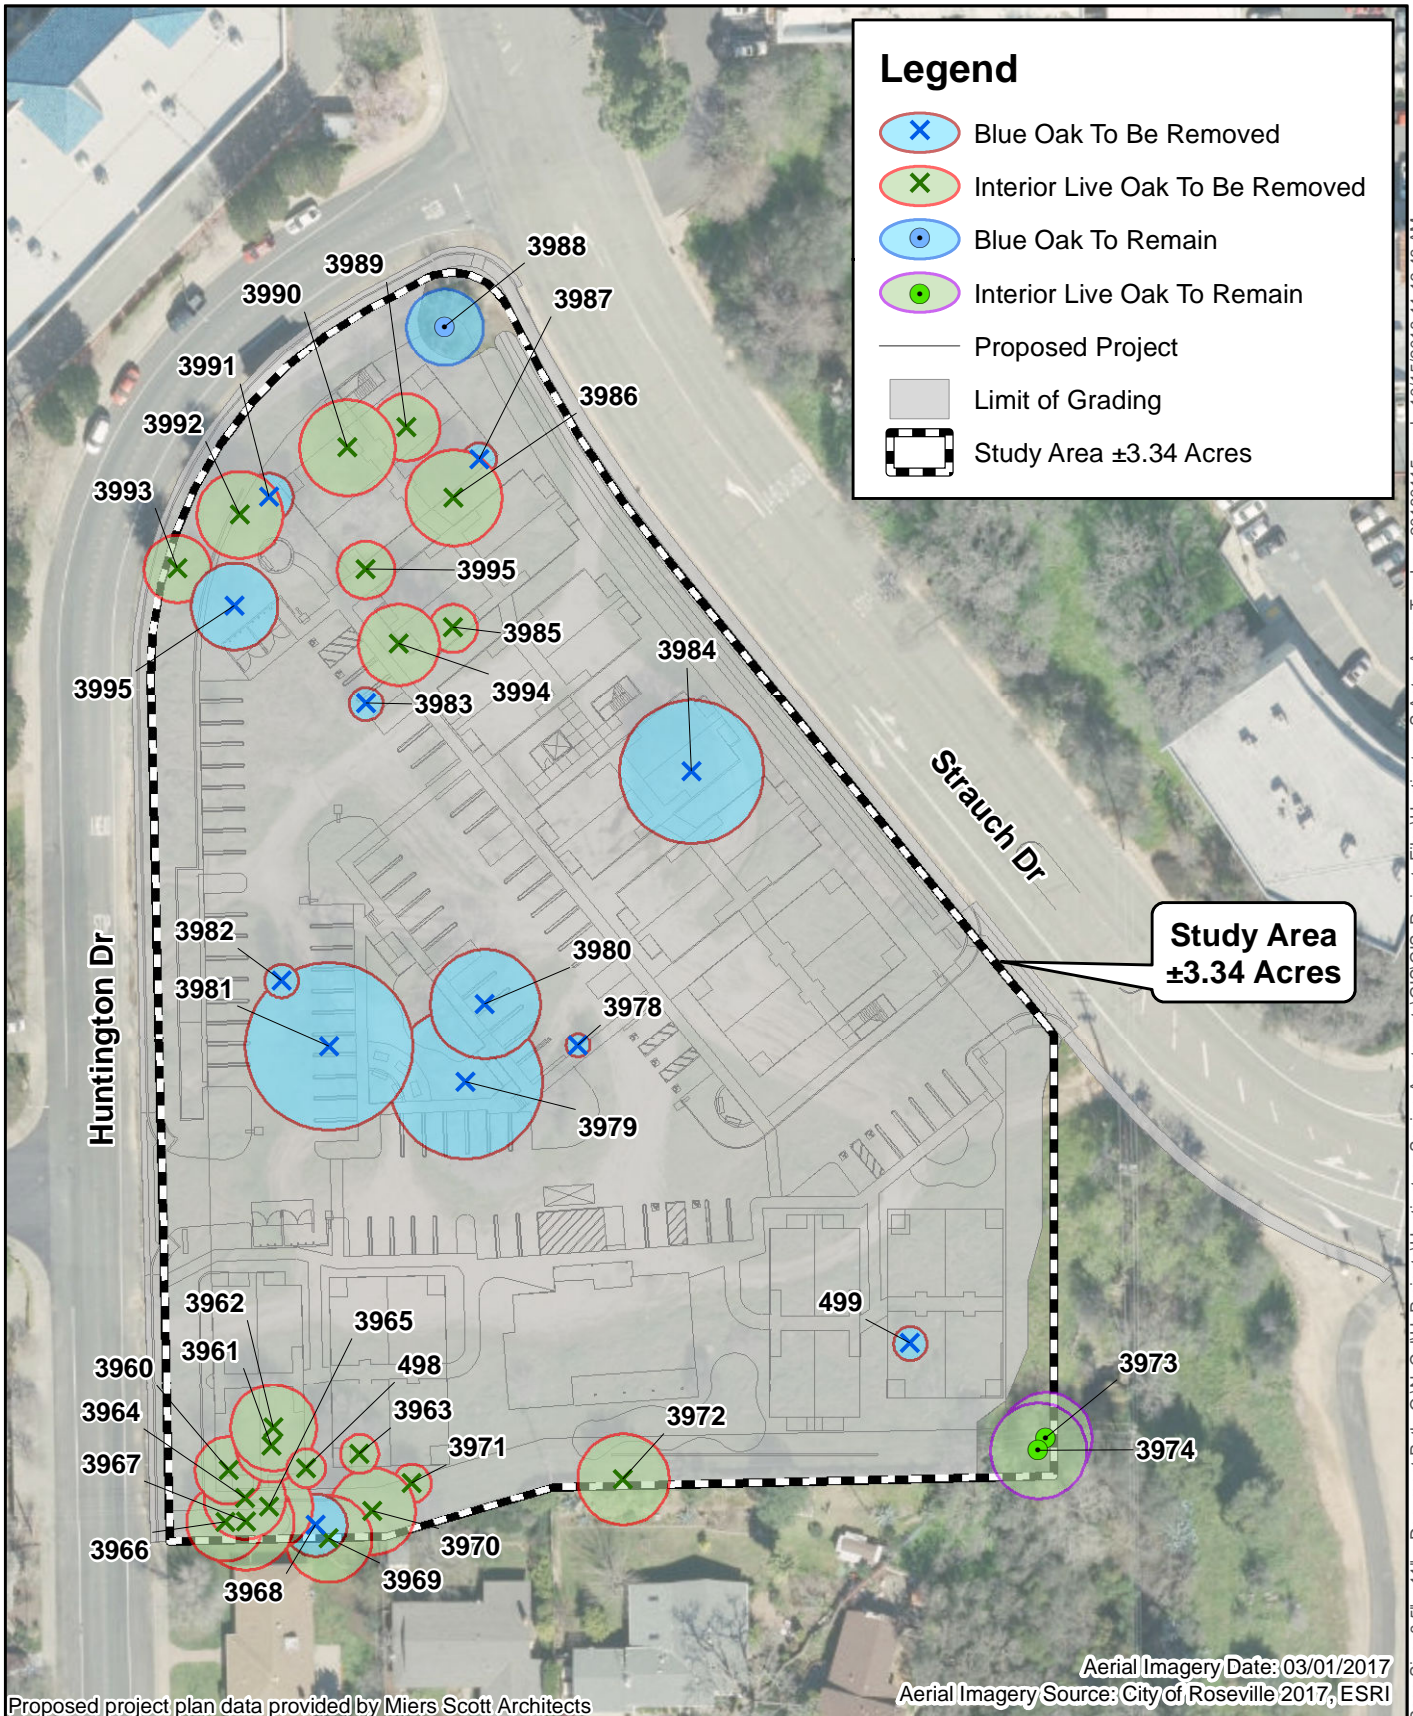 Legend
Blue Oak To Be Removed
Interior Live Oak To Be Removed
Blue Oak To Remain
Interior Live Oak To Remain
Proposed Project
Limit of Grading
Study Area ±3.34 Acres
3988
3989
3990
3987
3991
3986
3992
3993
3995
3985
3984
3995
3994
3983
Strauch Dr
Study Area
±3.34 Acres
Huntington Dr
3982
3980
3981
3978
3979
3962
3965
499
3961
3960
498
3973
3964
3963
3972
3971
3974
3967
3966
3970
3969
3968
Aerial Imagery Date: 03/01/2017
Aerial Imagery Source: City of Roseville 2017, ESRI
Proposed project plan data provided by Miers Scott Architects